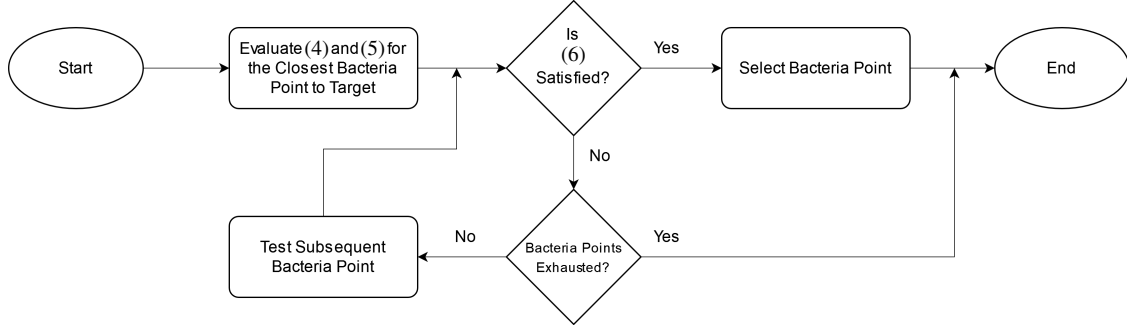 Start
Evaluate (4) and (5) for
the Closest Bacteria
Point to Target
Is
(6)
Satisfied?
Yes
Select Bacteria Point
End
No
Test Subsequent
Bacteria Point
No
Bacteria Points
Exhausted?
Yes